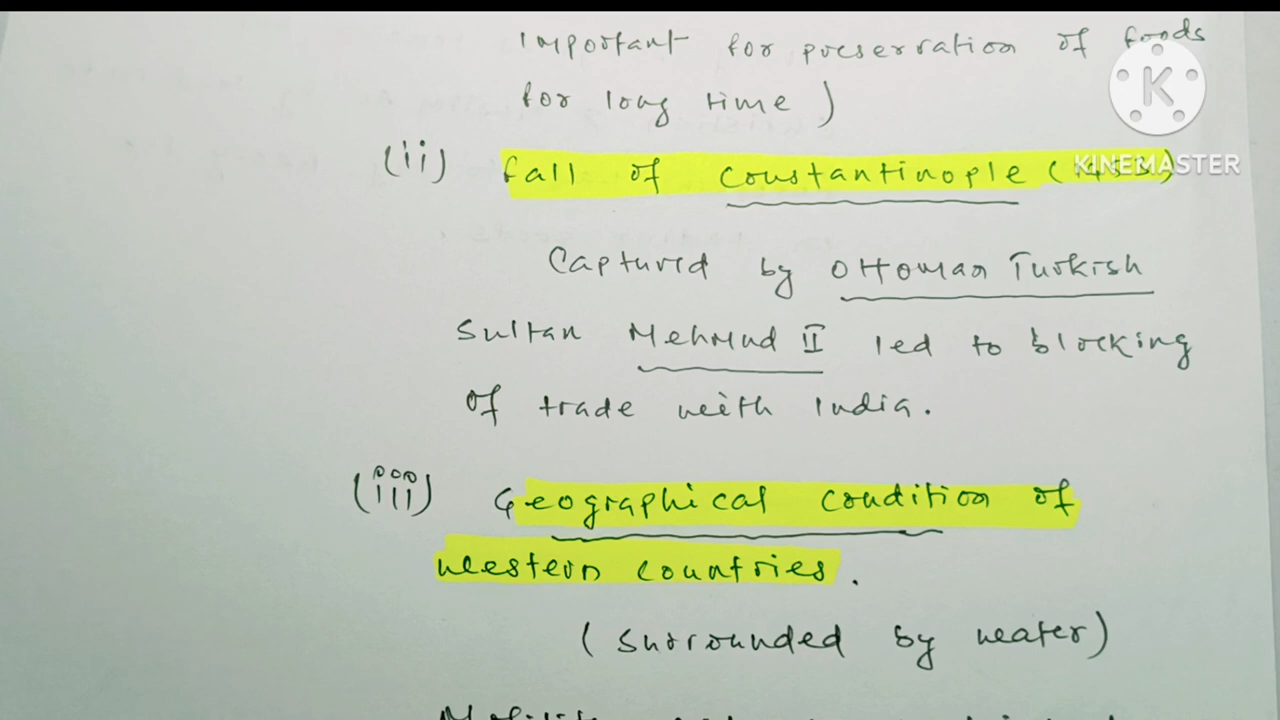 important for preservation of foods
for long time)
(ii) Fall of Constantinople (1453)
KINEMASTER
Captured by Ottoman Turkish
Sultan Mehmud II led to blocking
of trade with India.
(iii) Geographical condition of
western countries.
(surrounded by water)